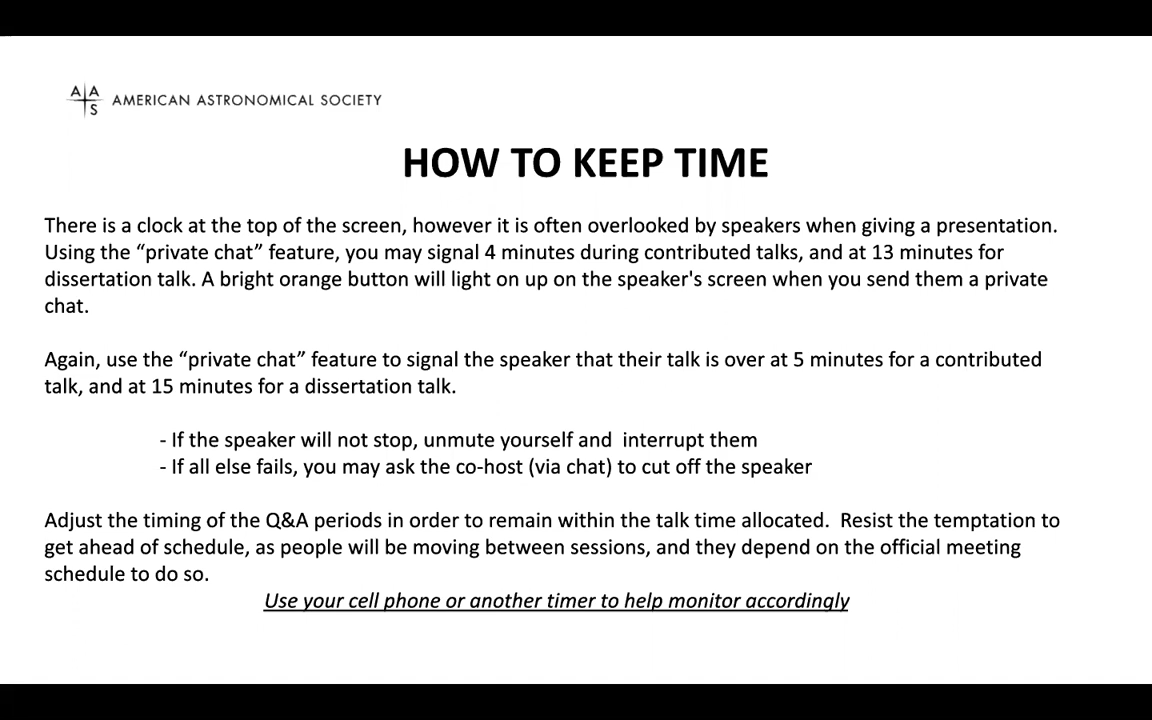 A A
S
AMERICAN ASTRONOMICAL SOCIETY
HOW TO KEEP TIME
There is a clock at the top of the screen, however it is often overlooked by speakers when giving a presentation.
Using the “private chat” feature, you may signal 4 minutes during contributed talks, and at 13 minutes for
dissertation talk. A bright orange button will light on up on the speaker's screen when you send them a private
chat.
Again, use the “private chat” feature to signal the speaker that their talk is over at 5 minutes for a contributed
talk, and at 15 minutes for a dissertation talk.
- If the speaker will not stop, unmute yourself and  interrupt them
- If all else fails, you may ask the co-host (via chat) to cut off the speaker
Adjust the timing of the Q&A periods in order to remain within the talk time allocated.  Resist the temptation to
get ahead of schedule, as people will be moving between sessions, and they depend on the official meeting
schedule to do so.
Use your cell phone or another timer to help monitor accordingly